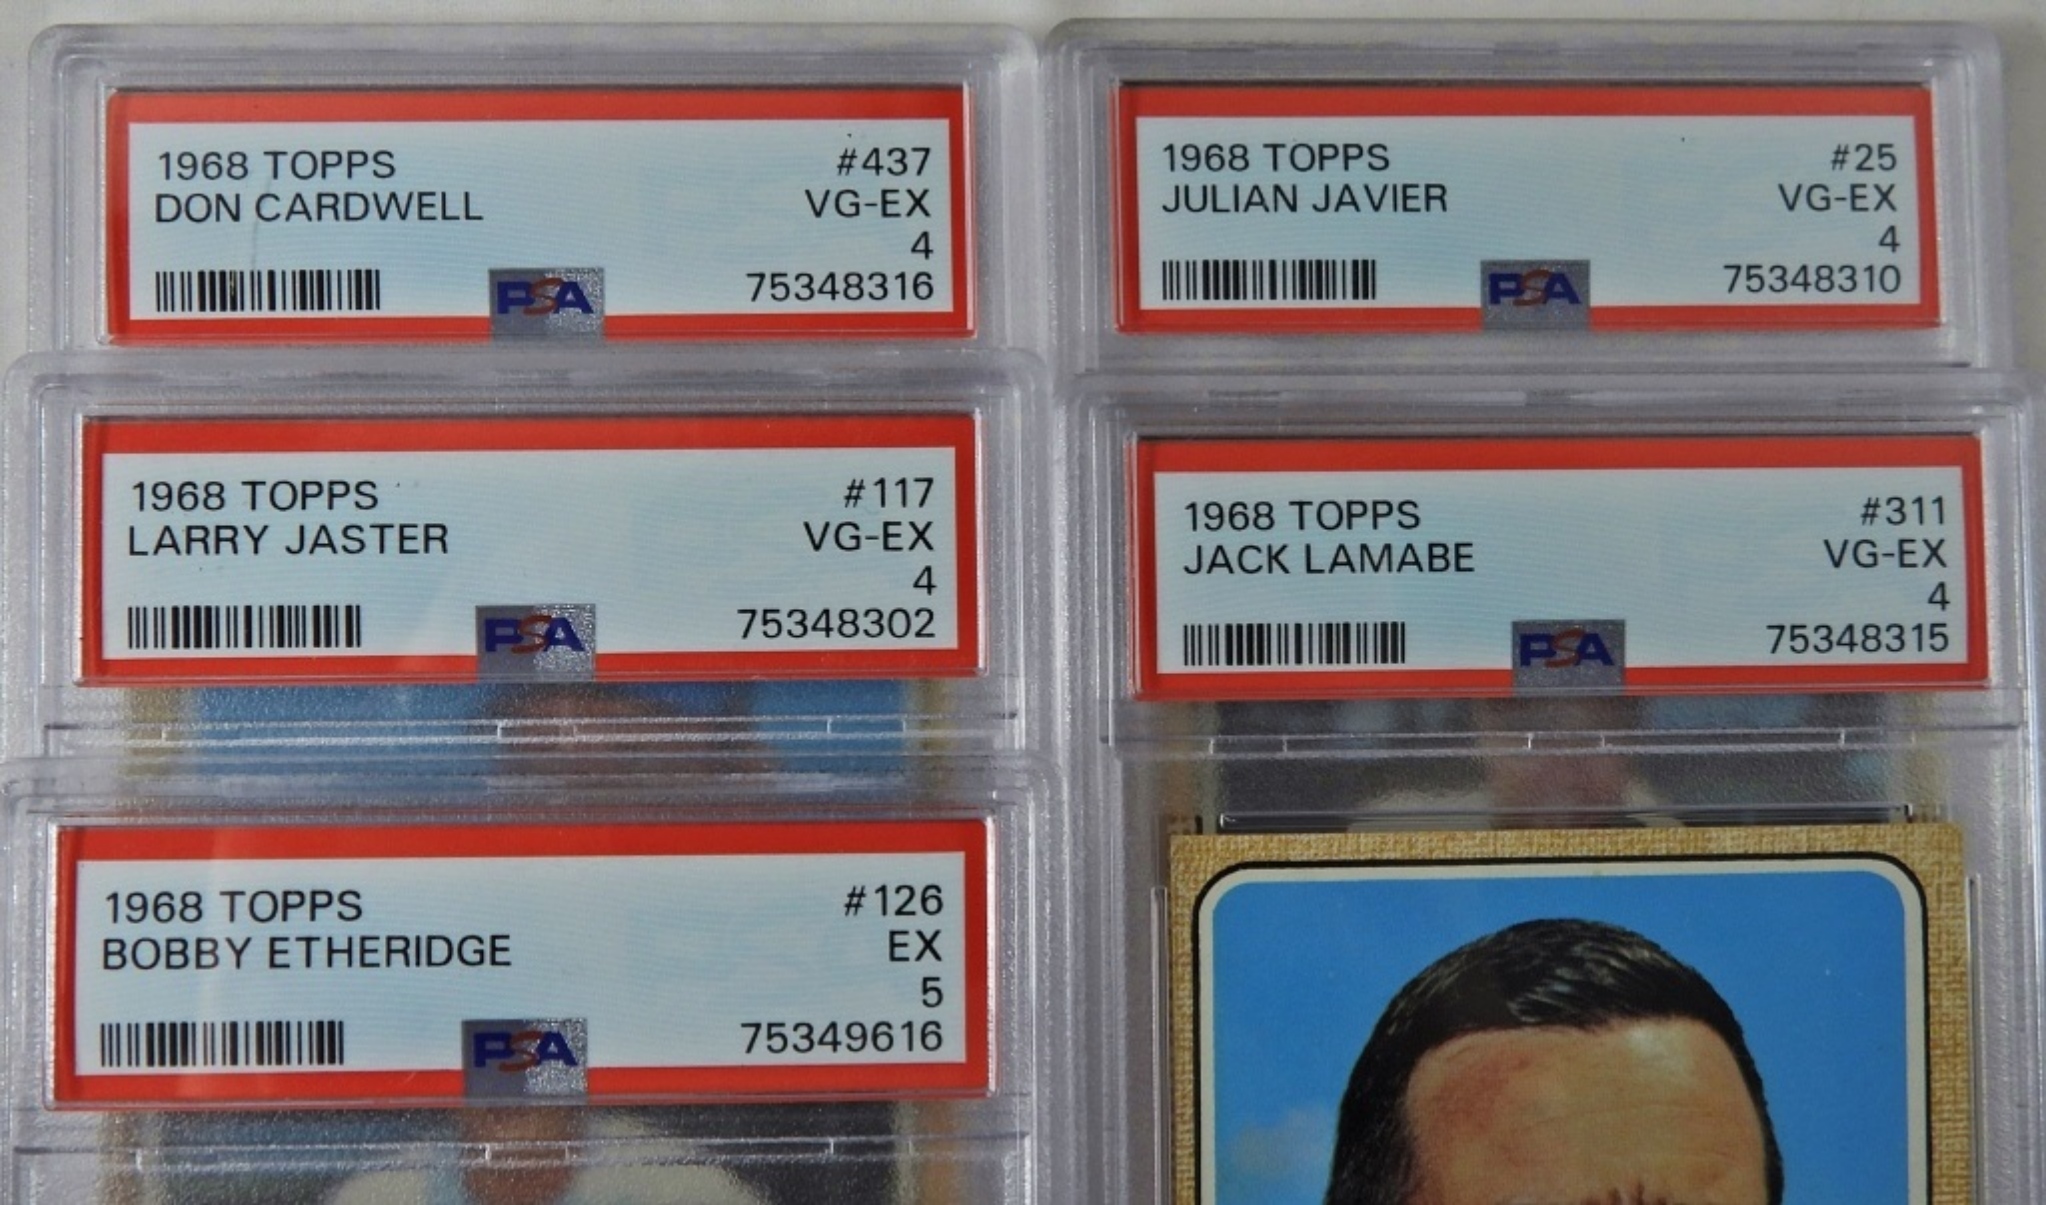 1968 TOPPS #437
DON CARDWELL VG-EX
4
PSA 75348316
1968 TOPPS #25
JULIAN JAVIER VG-EX
4
PSA 75348310
1968 TOPPS #117
LARRY JASTER VG-EX
4
PSA 75348302
1968 TOPPS #311
JACK LAMABE VG-EX
4
PSA 75348315
1968 TOPPS #126
BOBBY ETHERIDGE EX
5
PSA 75349616